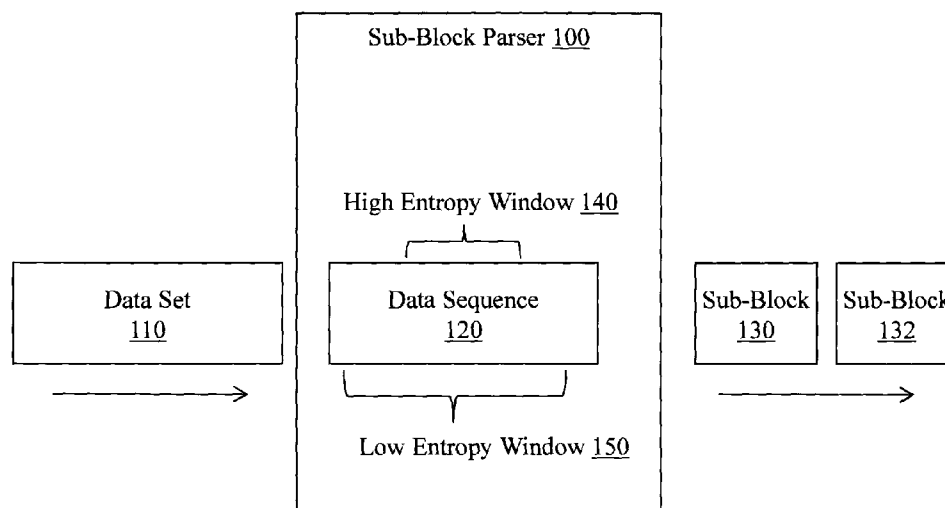 Sub-Block Parser 100
High Entropy Window 140
Data Set
110
Data Sequence
120
Sub-Block
130
Sub-Block
132
Low Entropy Window 150